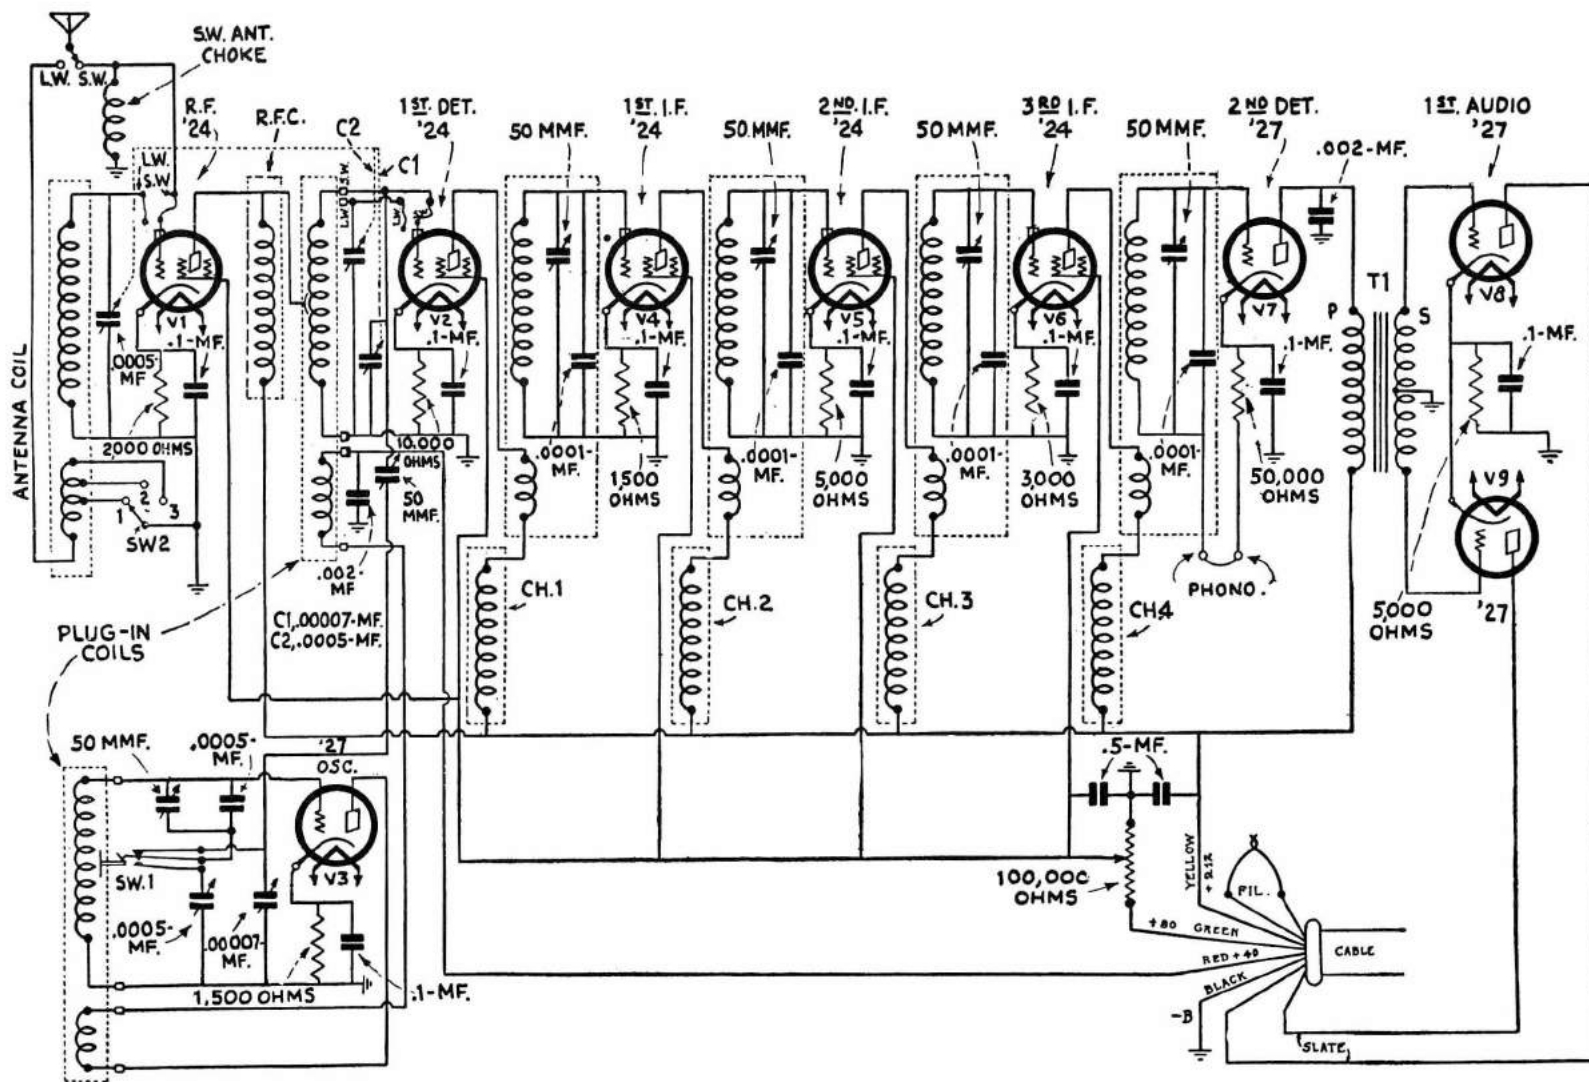 S.W. ANT.
CHOKE
L.W. S.W.
R.F.
'24
R.F.C.
C2
C1
1ST. DET.
'24
50 MMF.
1ST. I.F.
'24
50 MMF.
2ND. I.F.
'24
50 MMF.
3RD I.F.
'24
50 MMF.
2ND DET.
'27
.002-MF.
1ST. AUDIO
'27
L.W.
S.W
S.W.
L.W
LW
V1
V2
V4
V5
V6
V7
V8
T1
P
S
.1-MF.
.1-MF.
.1-MF.
.1-MF.
.1-MF.
.1-MF.
.1-MF.
.0005-
MF
2000 OHMS
10,000
OHMS
50
MMF.
.0001-
MF.
1,500
OHMS
.0001-
MF.
5,000
OHMS
.0001-
MF.
3,000
OHMS
.0001-
MF.
50,000
OHMS
V9
'27
5,000
OHMS
ANTENNA COIL
1
2
3
SW2
.002-
MF
C1,.00007-MF.
C2,.0005-MF.
CH.1
CH.2
CH.3
CH.4
PHONO.
PLUG-IN
COILS
50 MMF.
.0005-
MF.
'27
OSC.
V3
SW.1
.0005-
MF.
.00007-
MF.
1,500 OHMS
.1-MF.
.5-MF.
100,000
OHMS
YELLOW
+212
FIL.
+80 GREEN
RED +40
BLACK
-B
CABLE
SLATE